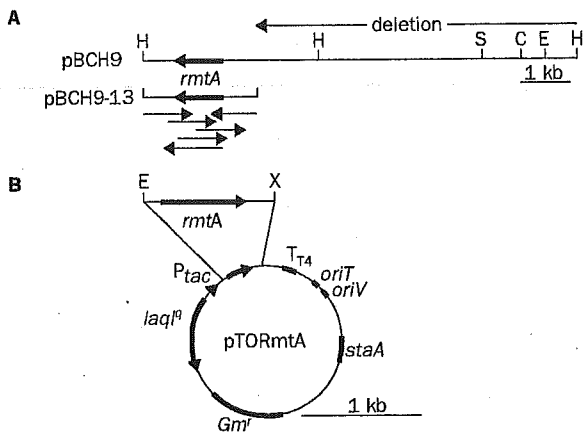 A
deletion
H H S C E H
pBCH9
rmtA
1 kb
pBCH9-13
B
E X
rmtA
Ptac
TT4
oriT
oriV
laqIq
pTORmtA
staA
Gmr
1 kb